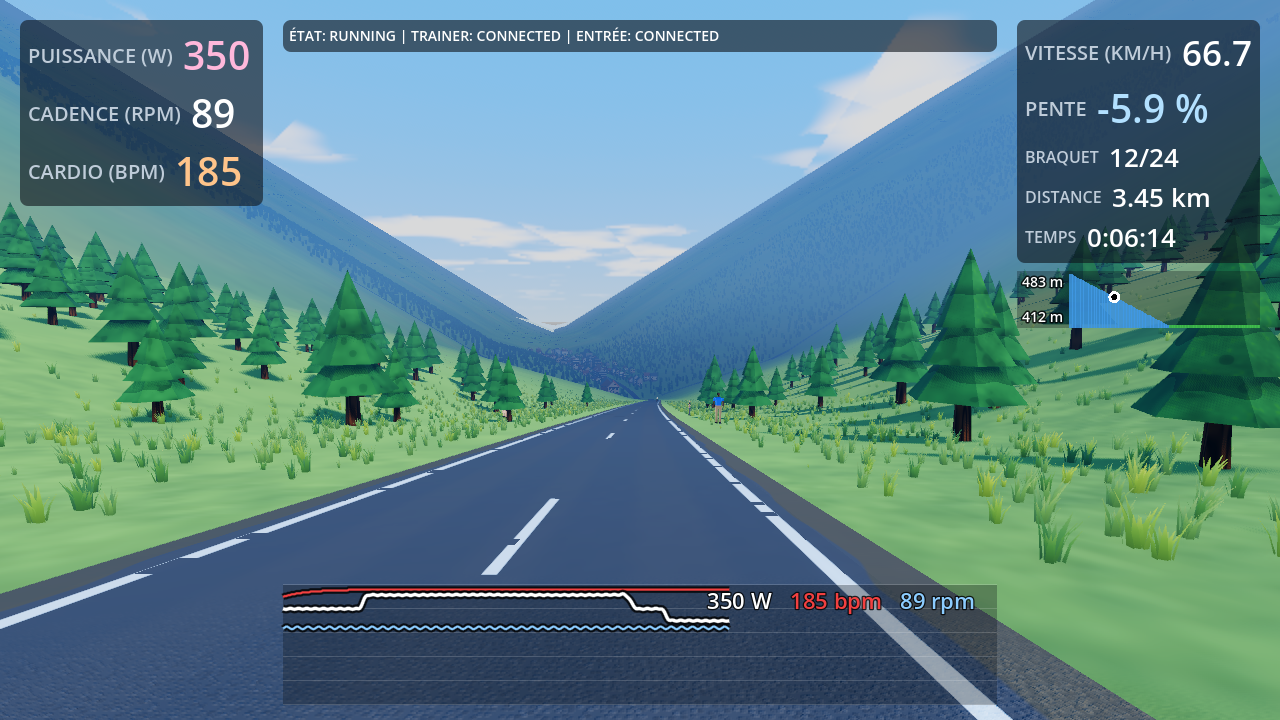 PUISSANCE (W) 350
CADENCE (RPM) 89
CARDIO (BPM) 185
ÉTAT: RUNNING | TRAINER: CONNECTED | ENTRÉE: CONNECTED
VITESSE (KM/H) 66.7
PENTE -5.9 %
BRAQUET 12/24
DISTANCE 3.45 km
TEMPS 0:06:14
483 m
412 m
350 W 185 bpm 89 rpm